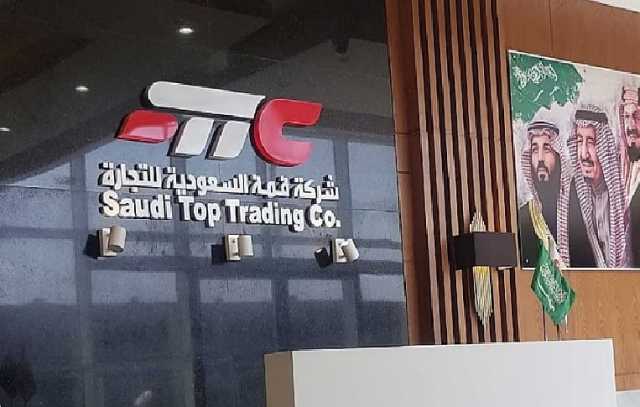 STC
شركة قمة السعودية للتجارة
Saudi Top Trading Co.